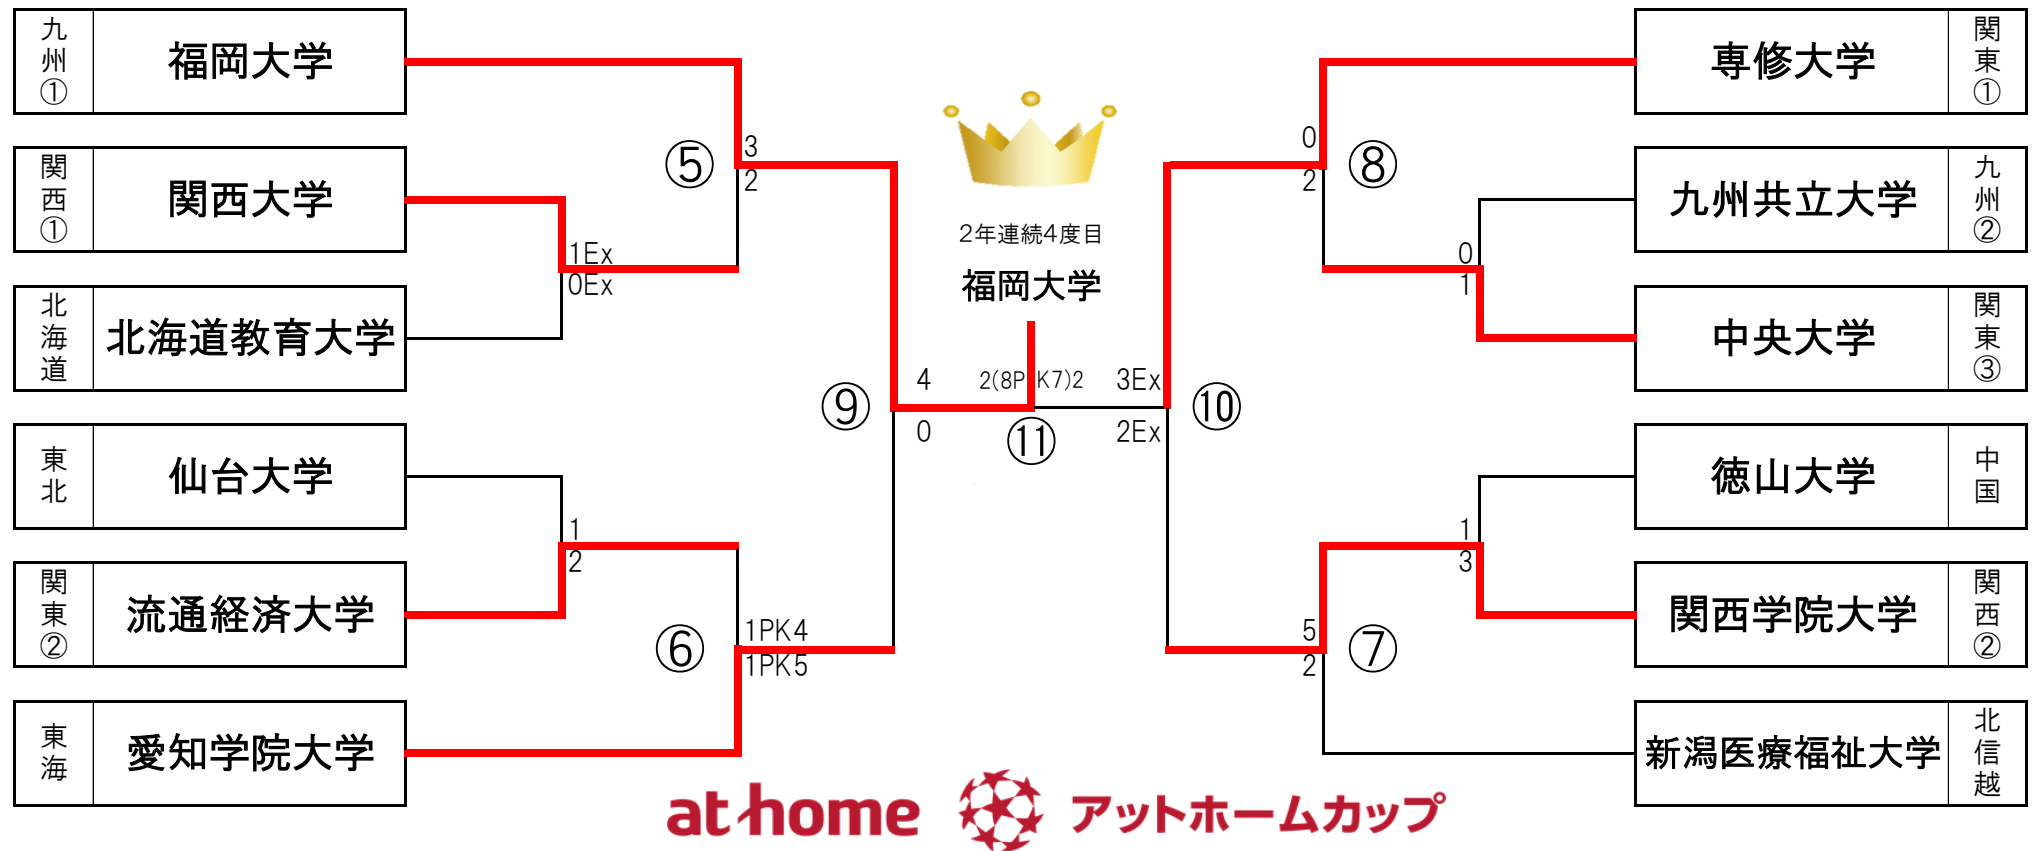 九州①
福岡大学
関西①
関西大学
北海道
北海道教育大学
東北
仙台大学
関東②
流通経済大学
東海
愛知学院大学
⑤
3
2
1Ex
0Ex
1
2
⑥
1PK4
1PK5
⑨
4
0
2年連続4度目
福岡大学
2(8PK7)2
⑪
3Ex
2Ex
⑩
0
2
⑧
0
1
1
3
5
2
⑦
専修大学
関東①
九州共立大学
九州②
中央大学
関東③
徳山大学
中国
関西学院大学
関西②
新潟医療福祉大学
北信越
at home アットホームカップ